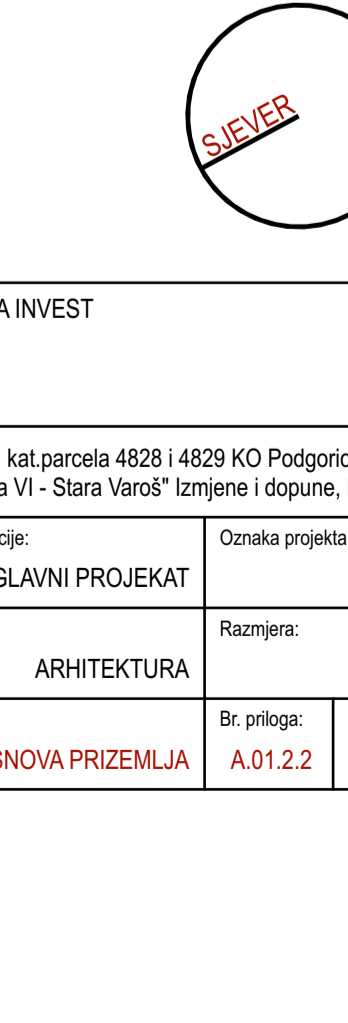 SJEVER
A INVEST
kat.parcela 4828 i 4829 KO Podgoric
a VI - Stara Varoš" Izmjene i dopune,
cije:
GLAVNI PROJEKAT
Oznaka projekta
ARHITEKTURA
Razmjera:
SNOVA PRIZEMLJA
Br. priloga:
A.01.2.2